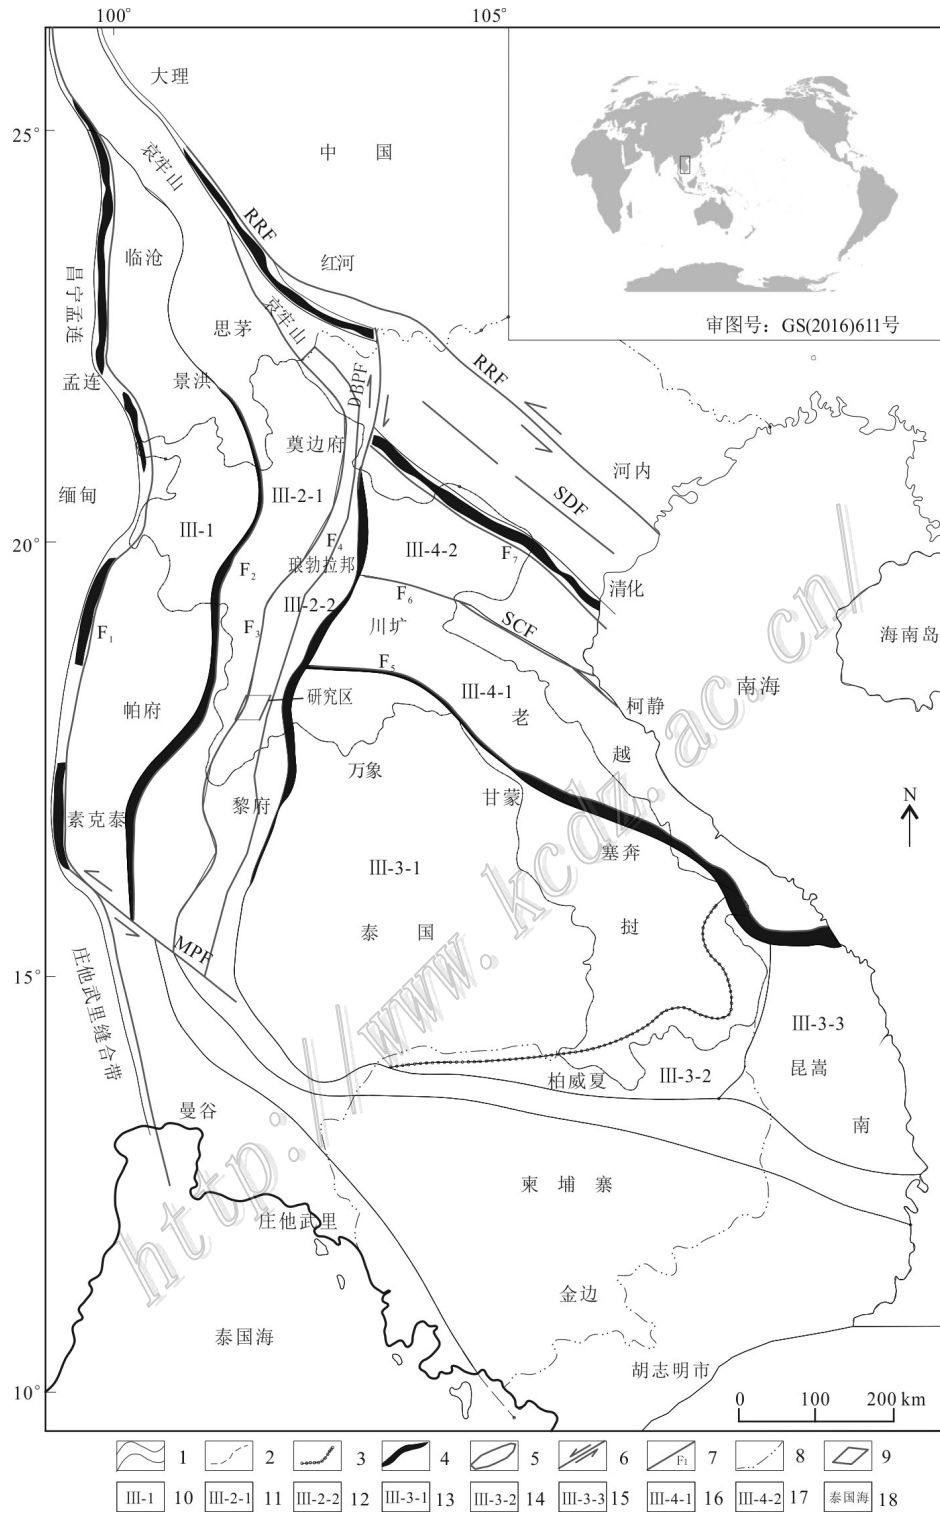 100°
105°
25°
20°
15°
10°
大理
中 国
哀牢山
RRF
红河
临沧
昌宁孟连
思茅
哀牢山
审图号：GS(2016)611号
孟连
景洪
DBPF
RRF
奠边府
河内
缅甸
III-1
III-2-1
SDF
F4
III-4-2
F7
琅勃拉邦
F2
F6
清化
III-2-2
F1
F3
川圹
SCF
海南岛
F5
研究区
III-4-1
老
柯静
南海
帕府
越
万象
甘蒙
黎府
素克泰
塞奔
N
III-3-1
泰 国
挝
MPF
庄他武里缝合带
III-3-3
昆嵩
柏威夏
III-3-2
曼谷
南
柬 埔 寨
庄他武里
金边
泰国海
胡志明市
0 100 200 km
http://www.kcdz.ac.cn/
1 2 3 4 5 6 F1 7 8 9
III-1 10 III-2-1 11 III-2-2 12 III-3-1 13 III-3-2 14 III-3-3 15 III-4-1 16 III-4-2 17 泰国海 18